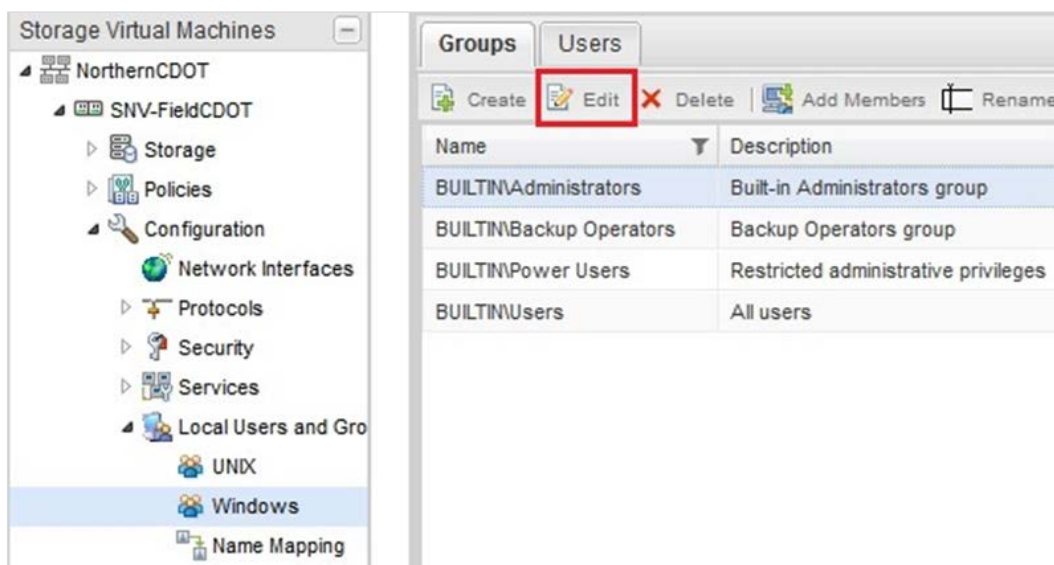 Storage Virtual Machines
NorthernCDOT
SNV-FieldCDOT
Storage
Policies
Configuration
Network Interfaces
Protocols
Security
Services
Local Users and Gro
UNIX
Windows
Name Mapping
Groups Users
Create Edit Delete Add Members Rename
Name Description
BUILTIN\Administrators Built-in Administrators group
BUILTIN\Backup Operators Backup Operators group
BUILTIN\Power Users Restricted administrative privileges
BUILTIN\Users All users